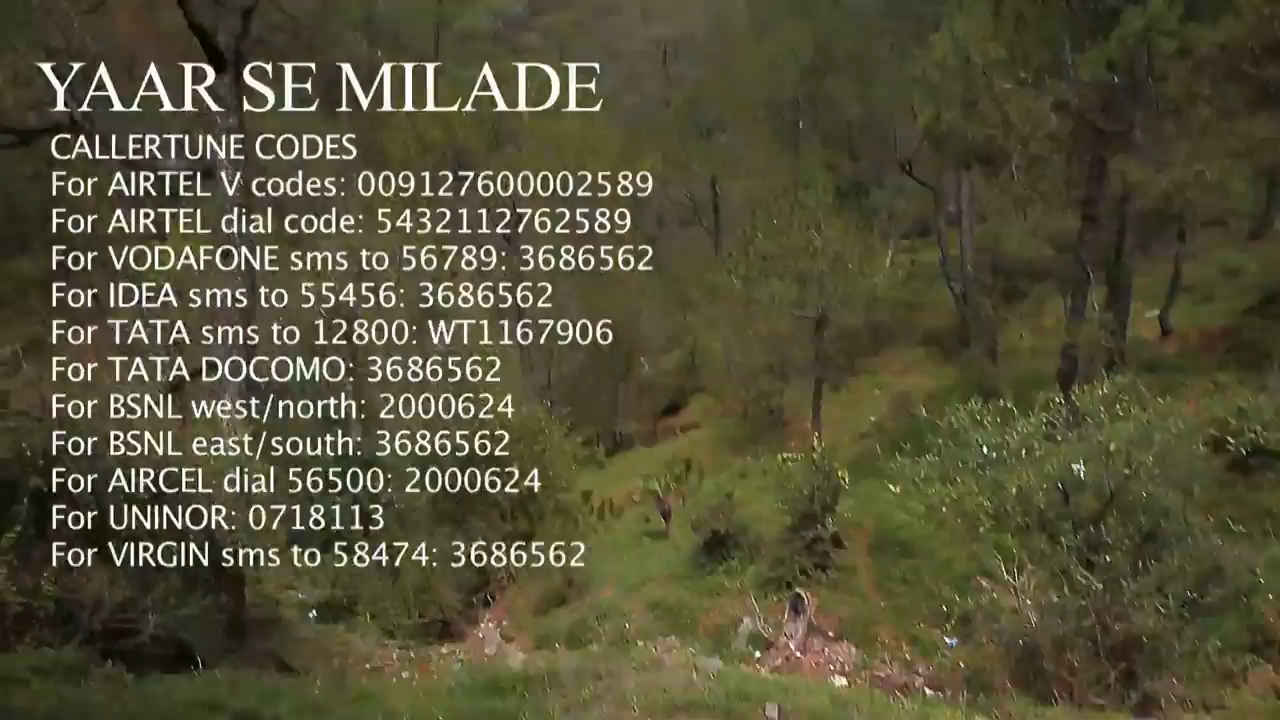 YAAR SE MILADE
CALLERTUNE CODES
For AIRTEL V codes: 009127600002589
For AIRTEL dial code: 5432112762589
For VODAFONE sms to 56789: 3686562
For IDEA sms to 55456: 3686562
For TATA sms to 12800: WT1167906
For TATA DOCOMO: 3686562
For BSNL west/north: 2000624
For BSNL east/south: 3686562
For AIRCEL dial 56500: 2000624
For UNINOR: 0718113
For VIRGIN sms to 58474: 3686562